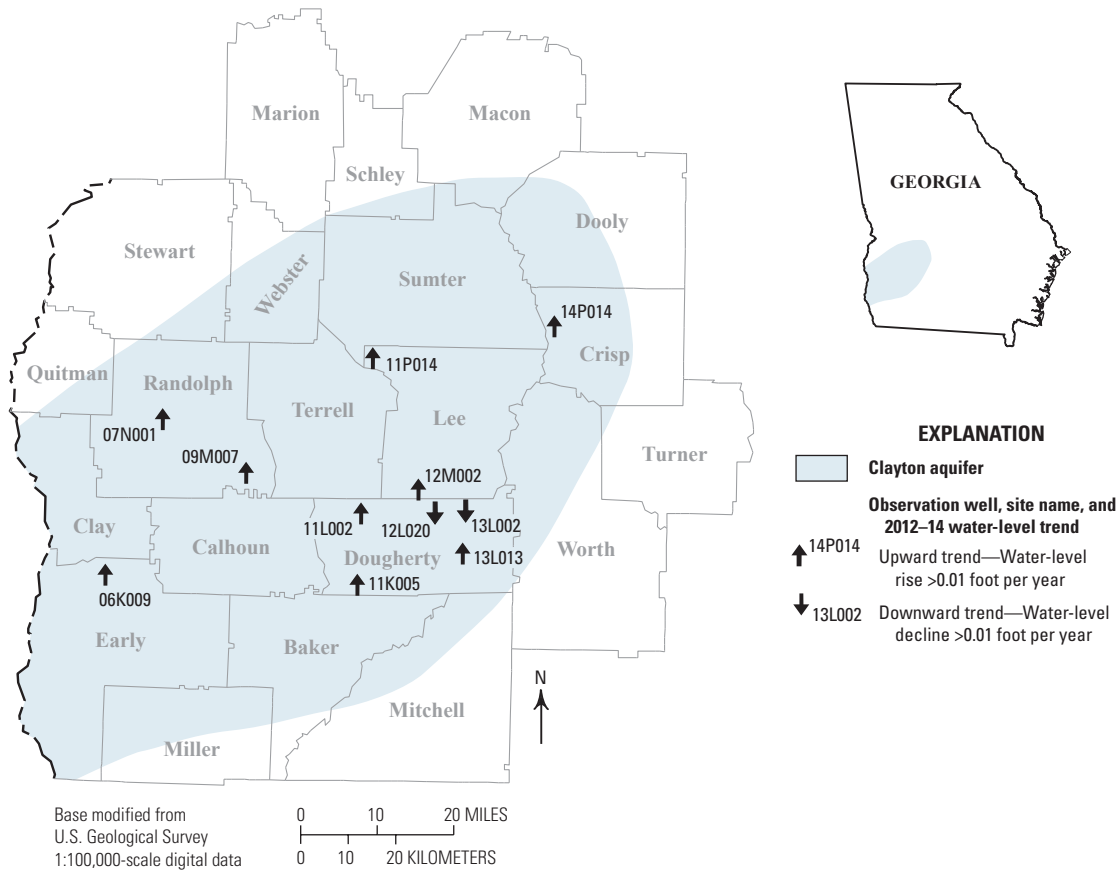 Marion
Macon
Schley
Dooly
Stewart
Webster
Sumter
14P014
Crisp
11P014
Quitman
Randolph
Terrell
Lee
07N001
09M007
12M002
Turner
11L002
12L020
13L002
Clay
Calhoun
Dougherty
13L013
Worth
11K005
06K009
Early
Baker
Mitchell
Miller
N
GEORGIA
EXPLANATION
Clayton aquifer
Observation well, site name, and
2012–14 water-level trend
14P014
Upward trend—Water-level
rise >0.01 foot per year
13L002
Downward trend—Water-level
decline >0.01 foot per year
Base modified from
U.S. Geological Survey
1:100,000-scale digital data
0 10 20 MILES
0 10 20 KILOMETERS